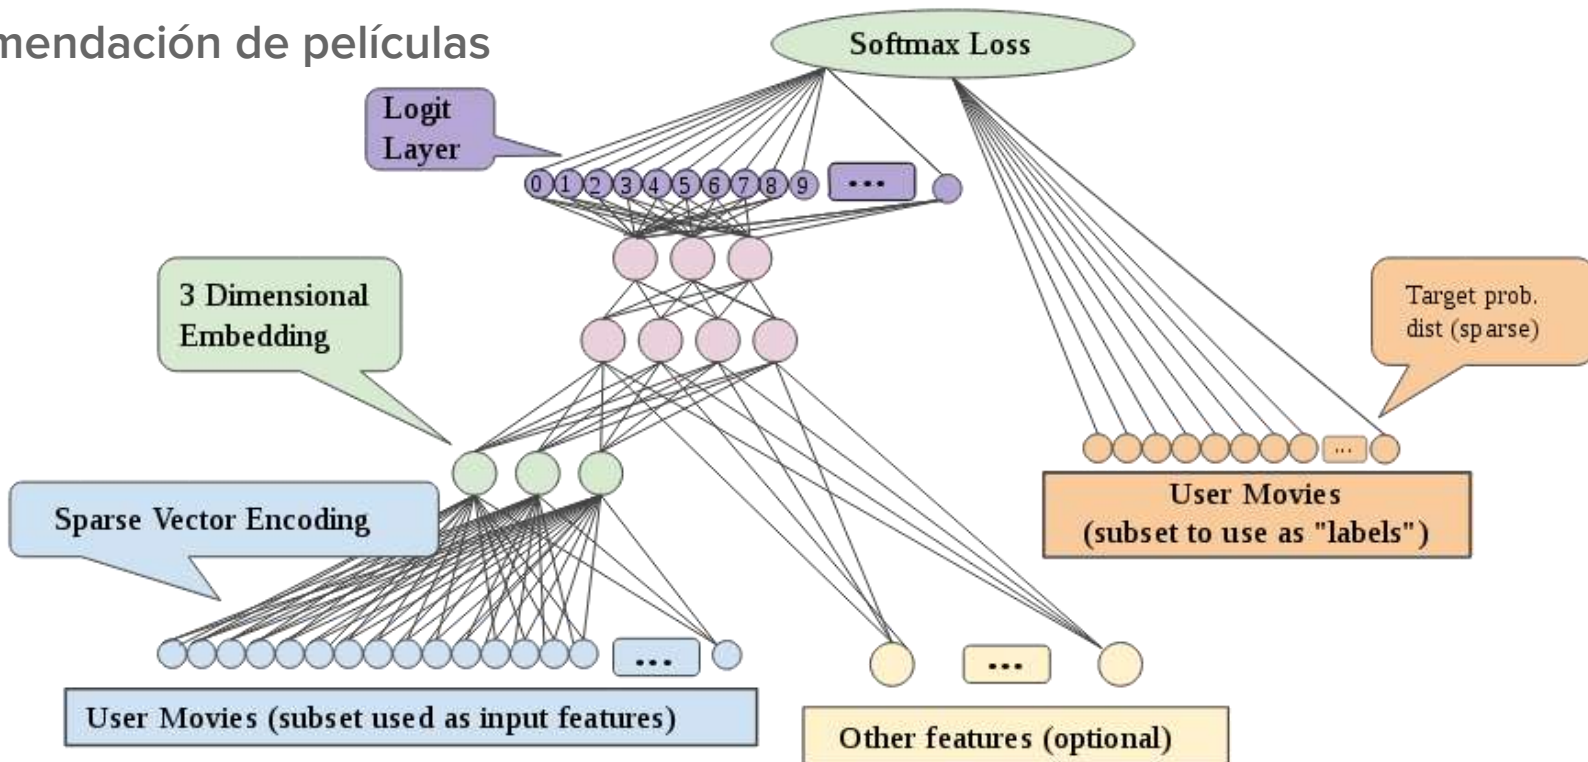 mendación de películas
Softmax Loss
Logit
Layer
0 1 2 3 4 5 6 7 8 9 ...
3 Dimensional
Embedding
Target prob.
dist (sparse)
...
User Movies
(subset to use as "labels")
Sparse Vector Encoding
...
...
User Movies (subset used as input features)
Other features (optional)